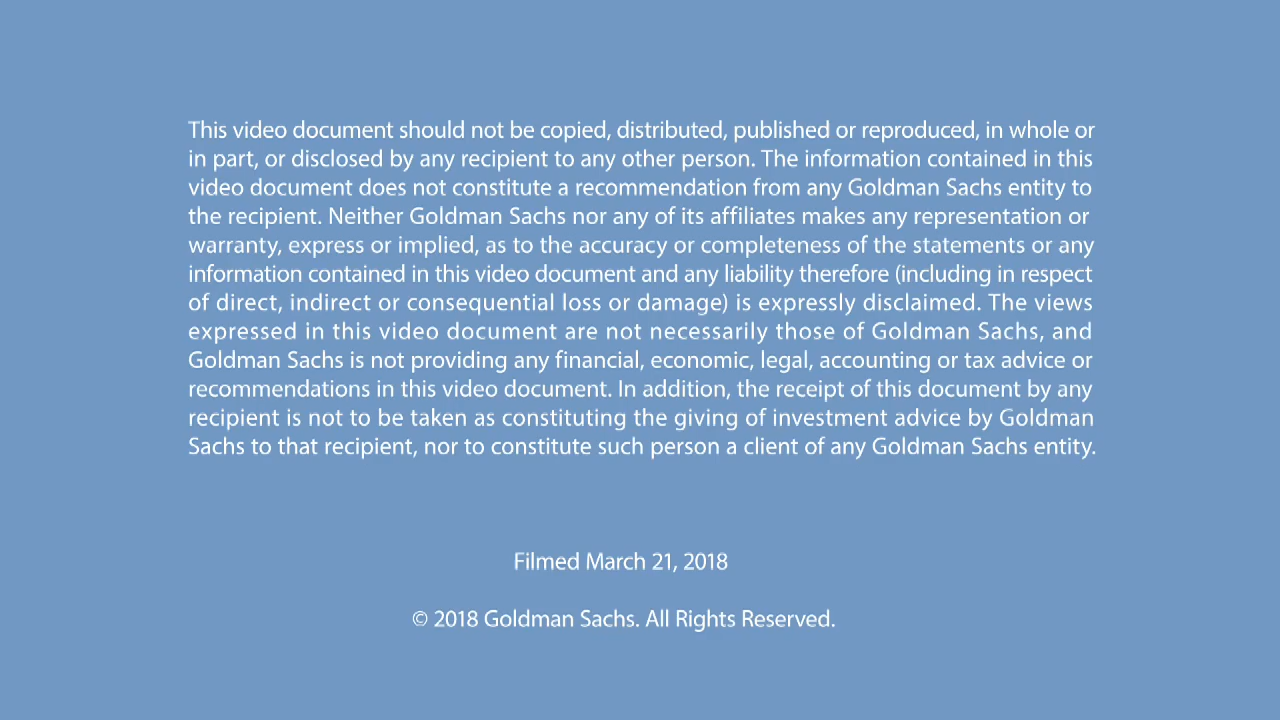 This video document should not be copied, distributed, published or reproduced, in whole or
in part, or disclosed by any recipient to any other person. The information contained in this
video document does not constitute a recommendation from any Goldman Sachs entity to
the recipient. Neither Goldman Sachs nor any of its affiliates makes any representation or
warranty, express or implied, as to the accuracy or completeness of the statements or any
information contained in this video document and any liability therefore (including in respect
of direct, indirect or consequential loss or damage) is expressly disclaimed. The views
expressed in this video document are not necessarily those of Goldman Sachs, and
Goldman Sachs is not providing any financial, economic, legal, accounting or tax advice or
recommendations in this video document. In addition, the receipt of this document by any
recipient is not to be taken as constituting the giving of investment advice by Goldman
Sachs to that recipient, nor to constitute such person a client of any Goldman Sachs entity.
Filmed March 21, 2018
© 2018 Goldman Sachs. All Rights Reserved.